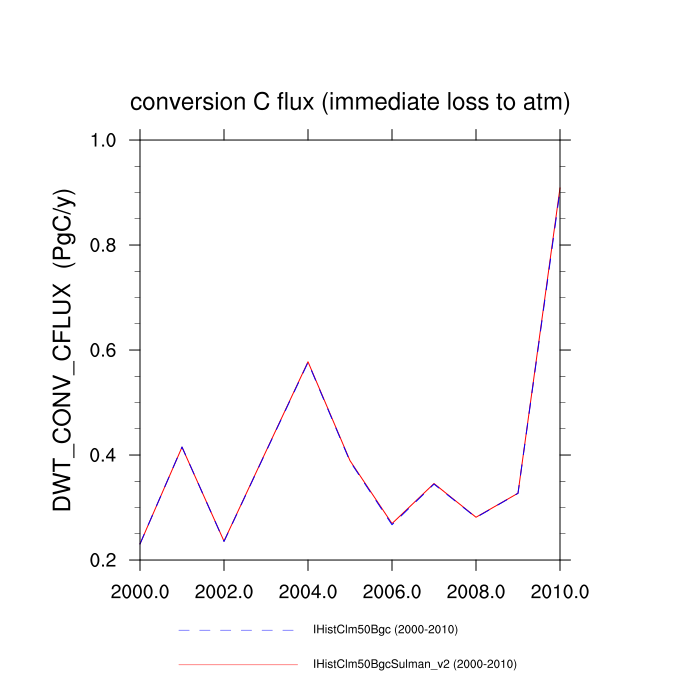 conversion C flux (immediate loss to atm)
DWT_CONV_CFLUX (PgC/y)
1.0
0.8
0.6
0.4
0.2
2000.0 2002.0 2004.0 2006.0 2008.0 2010.0
IHistClm50Bgc (2000-2010)
IHistClm50BgcSulman_v2 (2000-2010)